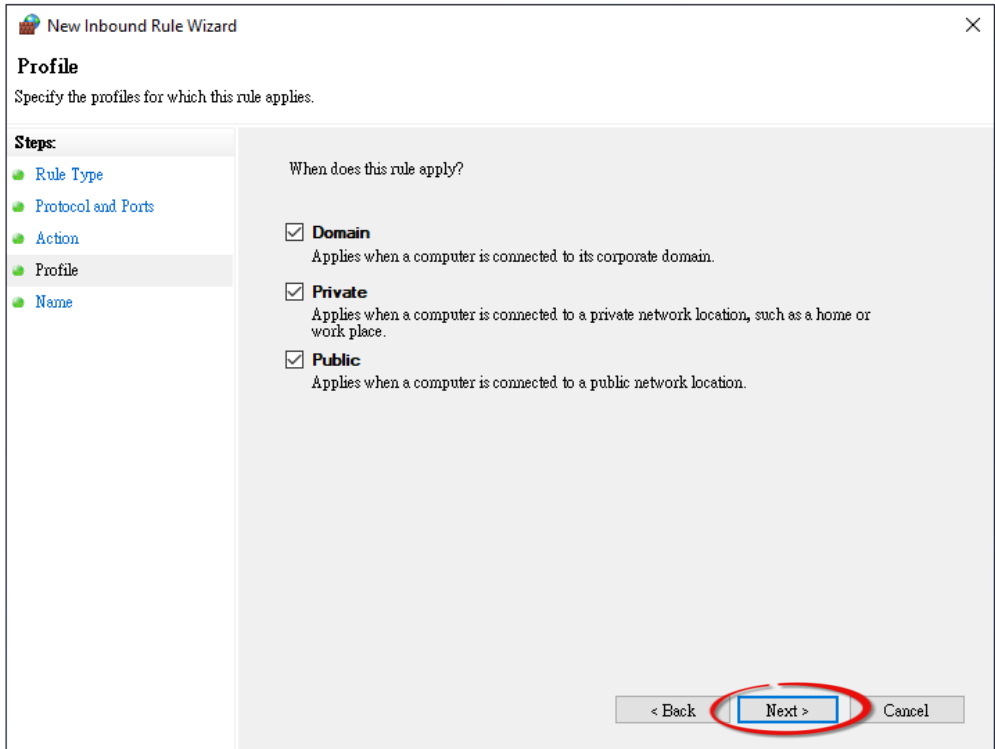 New Inbound Rule Wizard
Profile
Specify the profiles for which this rule applies.
Steps:
Rule Type
Protocol and Ports
Action
Profile
Name
When does this rule apply?
Domain
Applies when a computer is connected to its corporate domain.
Private
Applies when a computer is connected to a private network location, such as a home or
work place.
Public
Applies when a computer is connected to a public network location.
< Back
Next >
Cancel